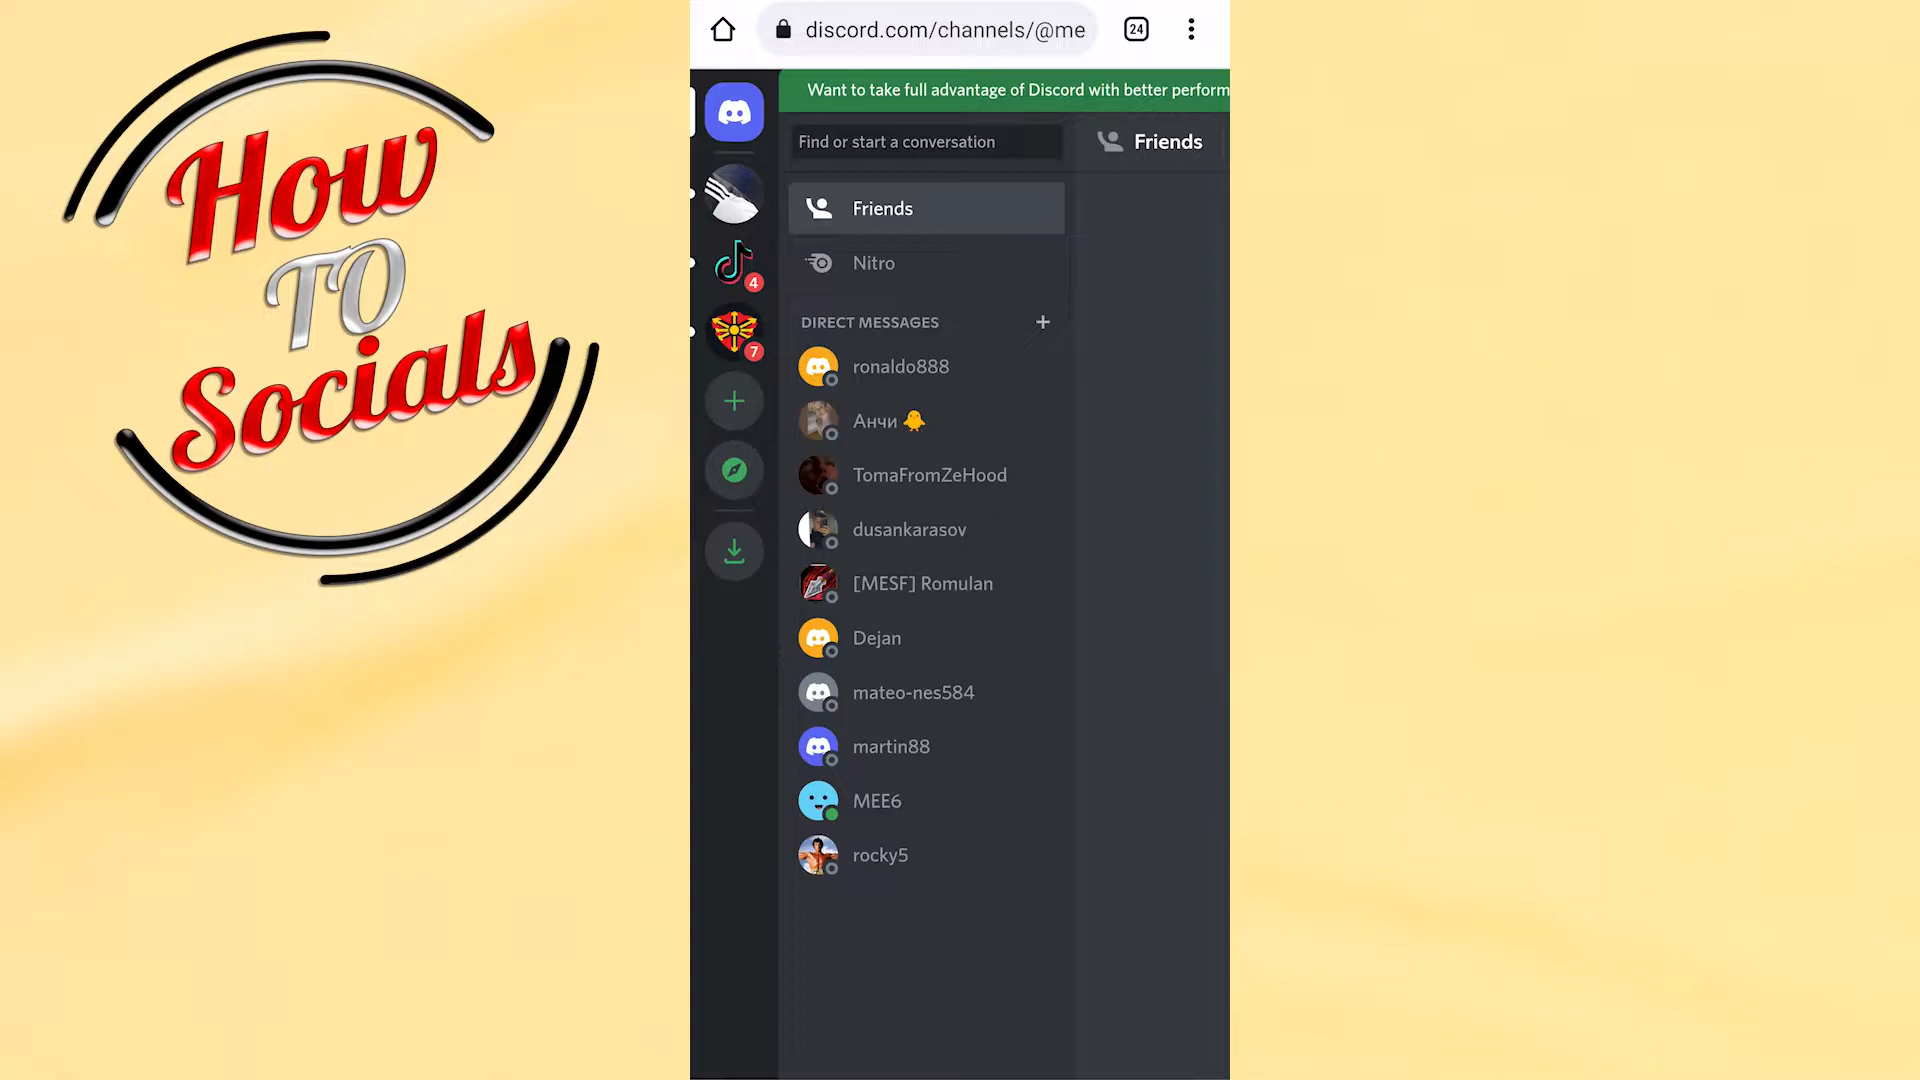 How
TO
Socials
discord.com/channels/@me
24
Want to take full advantage of Discord with better perform
Find or start a conversation
Friends
Friends
Nitro
4
DIRECT MESSAGES
7
ronaldo888
Анчи 🐥
TomaFromZeHood
dusankarasov
[MESF] Romulan
Dejan
mateo-nes584
martin88
MEE6
rocky5